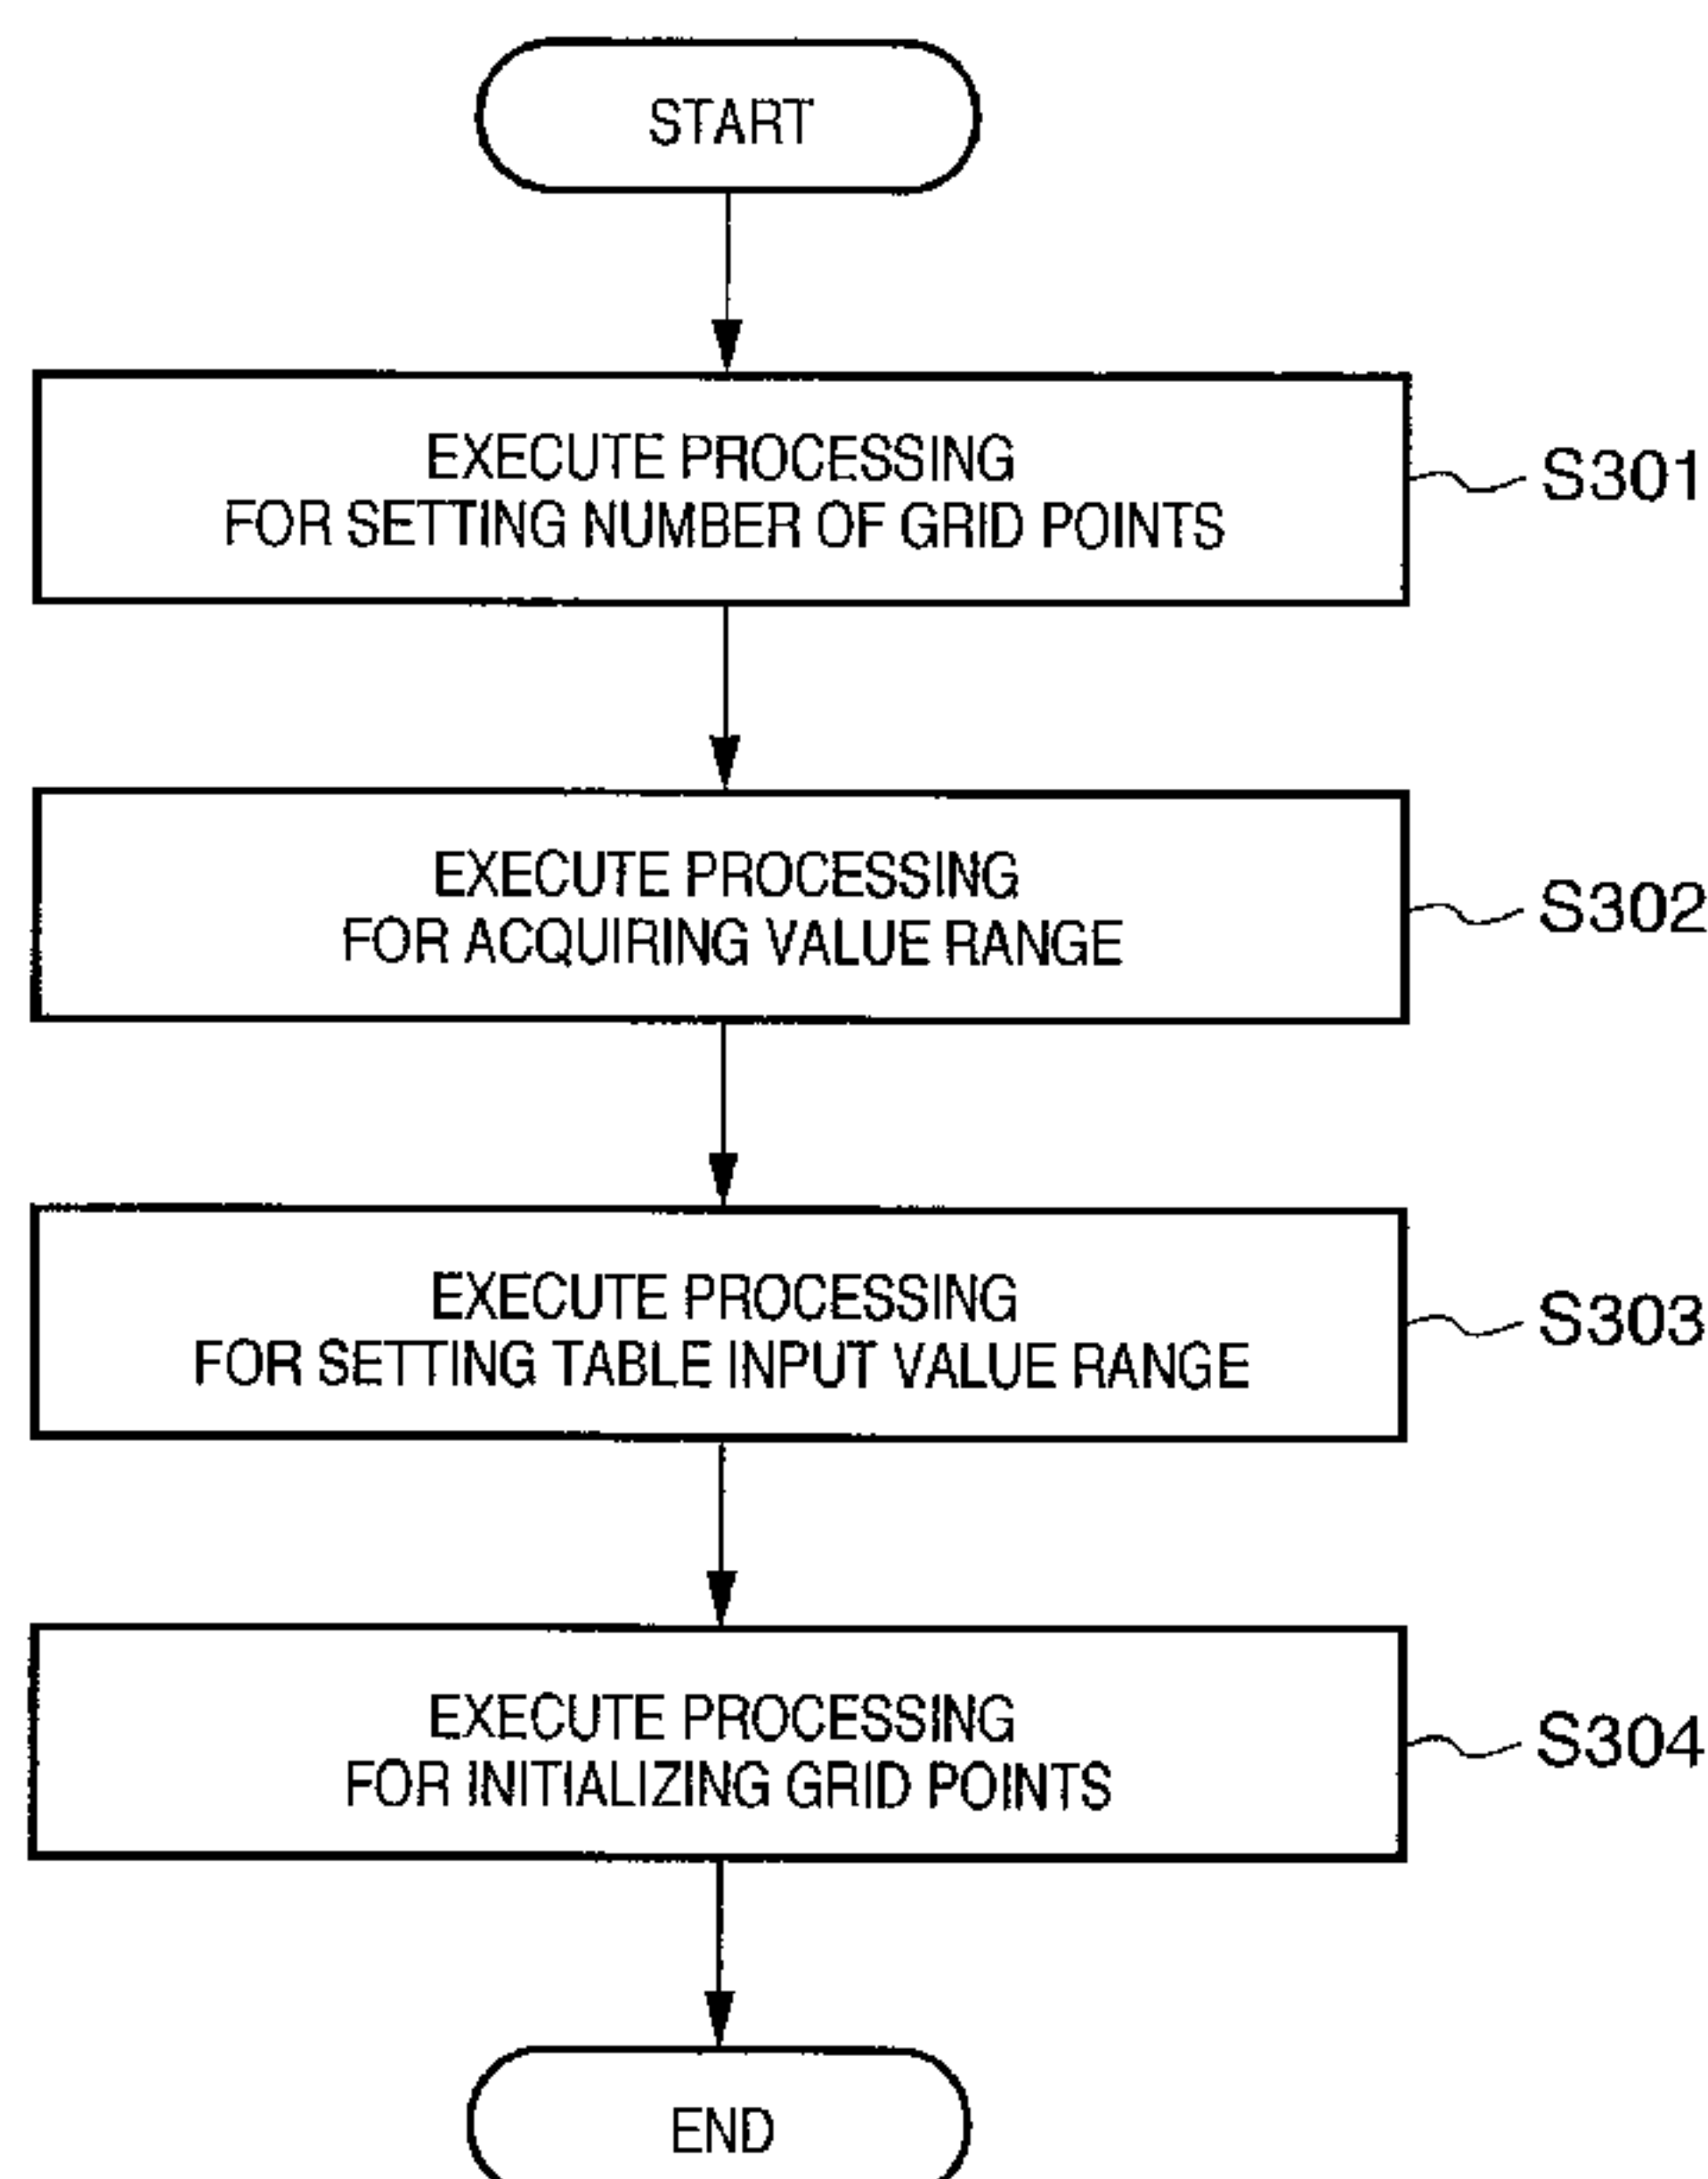 START
EXECUTE PROCESSING
FOR SETTING NUMBER OF GRID POINTS
S301
EXECUTE PROCESSING
FOR ACQUIRING VALUE RANGE
S302
EXECUTE PROCESSING
FOR SETTING TABLE INPUT VALUE RANGE
S303
EXECUTE PROCESSING
FOR INITIALIZING GRID POINTS
S304
END